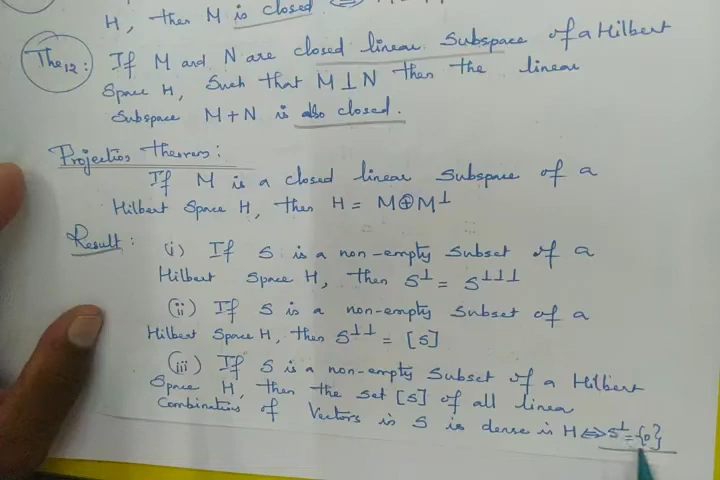 H, then M is closed.
The₁₂: If M and N are closed linear subspace of a Hilbert
space H, Such that M⊥N then the linear
subspace M+N is also closed.
Projection theorem:
If M is a closed linear subspace of a
Hilbert space H, then H = M⊕M⊥
Result: (i) If S is a non-empty subset of a
Hilbert space H, then S⊥ = S⊥⊥⊥
(ii) If S is a non-empty subset of a
Hilbert space H, then S⊥⊥ = [S]
(iii) If S is a non-empty subset of a Hilbert
space H, then the set [S] of all linear
Combination of Vectors in S is dense in H ⇔ S⊥ = {0}